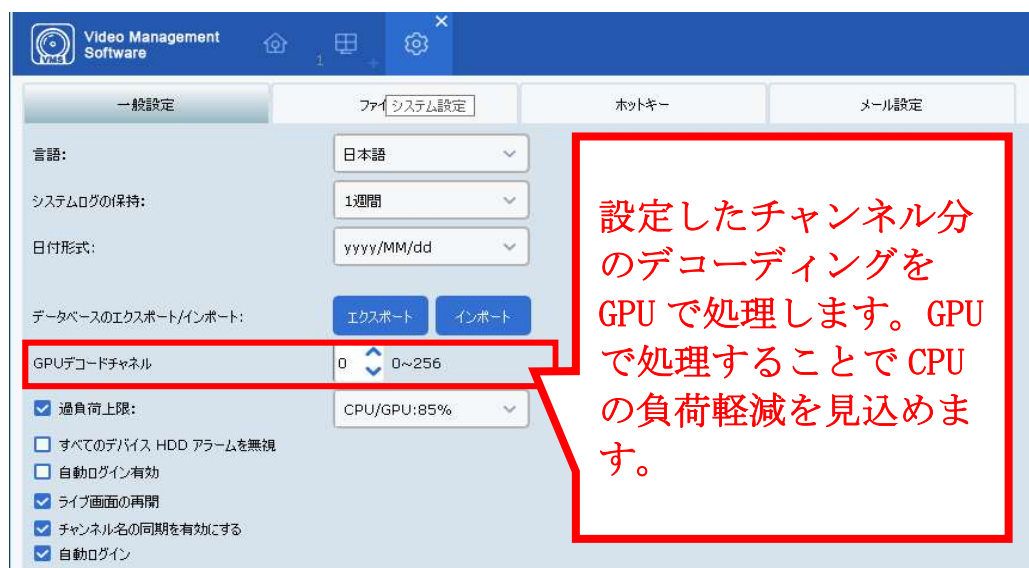 Video Management
Software
VMS
1
+
×
一般設定
ファイ
システム設定
ホットキー
メール設定
言語:
日本語
システムログの保持:
1週間
日付形式:
yyyy/MM/dd
データベースのエクスポート/インポート:
エクスポート
インポート
GPUデコードチャネル
0
0~256
過負荷上限:
CPU/GPU:85%
すべてのデバイス HDD アラームを無視
自動ログイン有効
ライブ画面の再開
チャンネル名の同期を有効にする
自動ログイン
設定したチャンネル分
のデコーディングを
GPU で処理します。GPU
で処理することで CPU
の負荷軽減を見込めま
す。